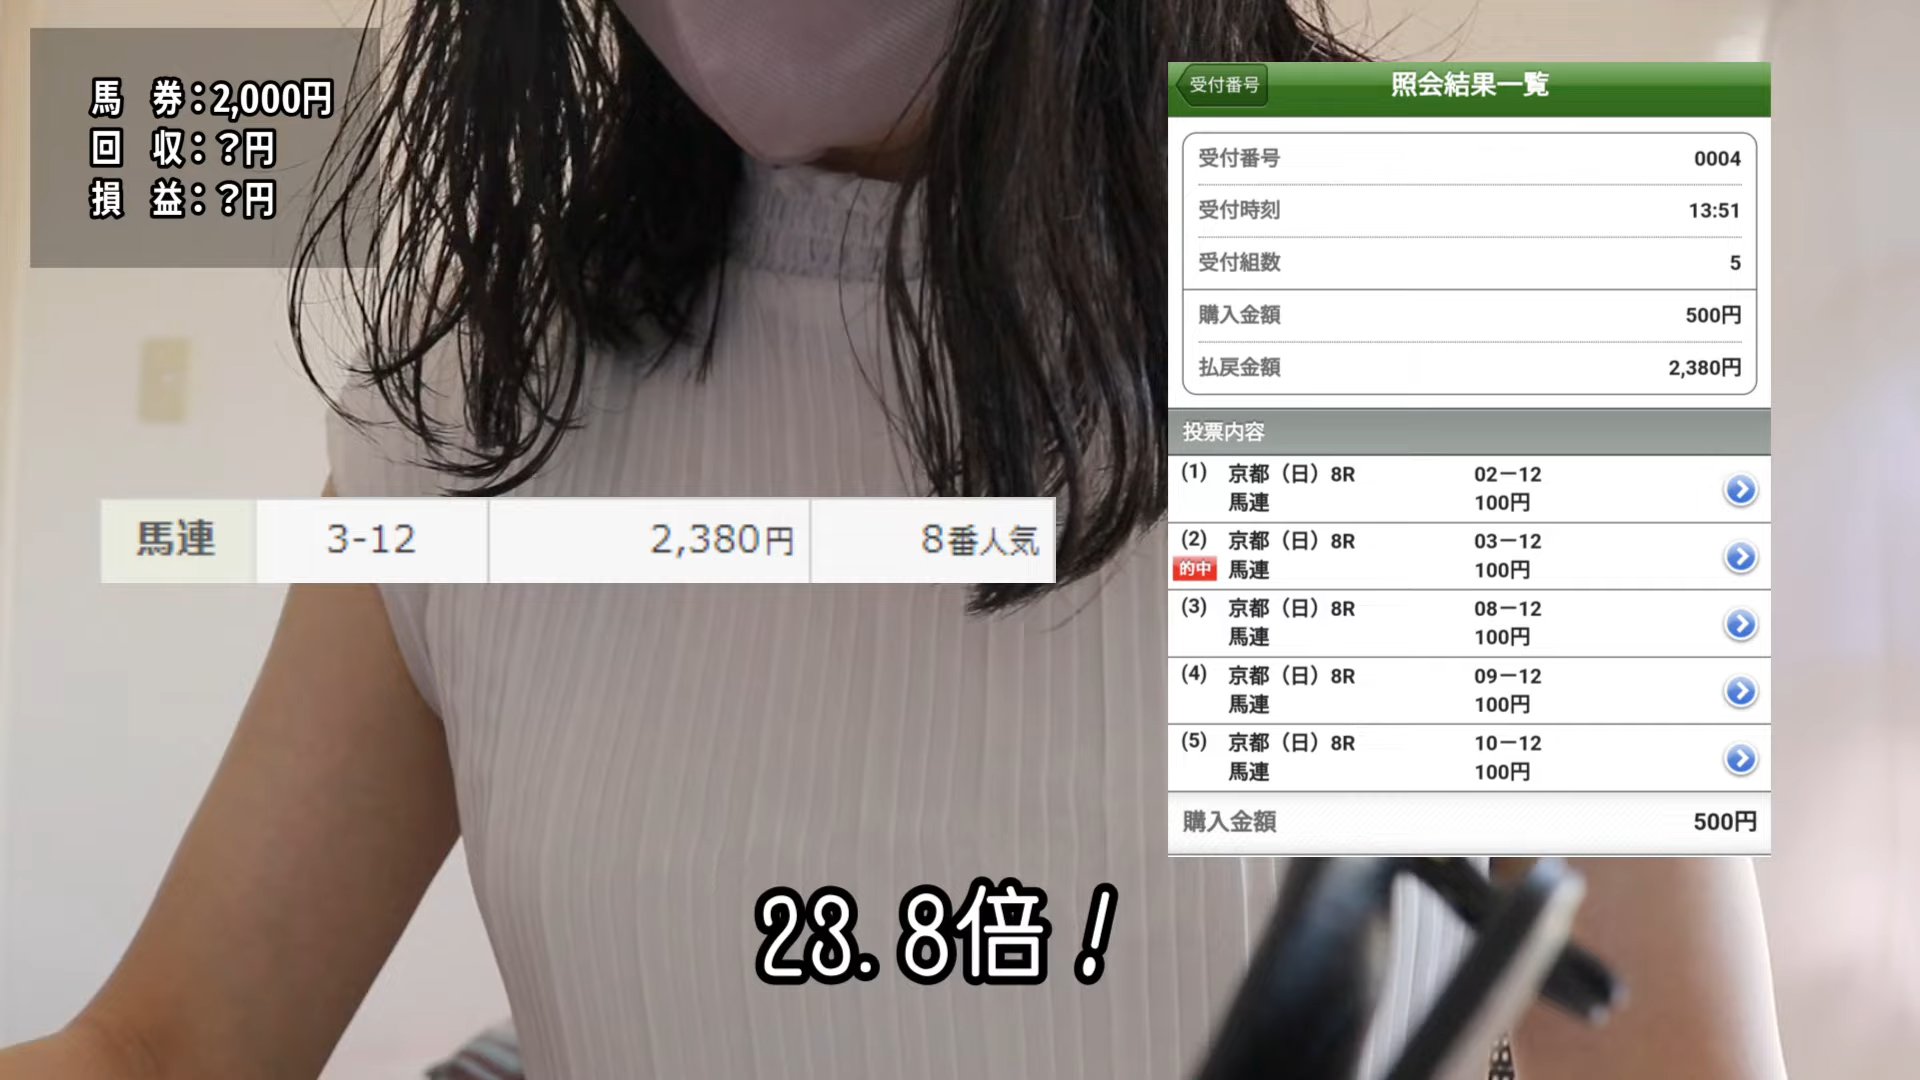 馬 券：2,000円
回 収：？円
損 益：？円
受付番号
照会結果一覧
受付番号 0004
受付時刻 13:51
受付組数 5
購入金額 500円
払戻金額 2,380円
投票内容
(1) 京都（日）8R 02－12
馬連 100円
(2) 京都（日）8R 03－12
的中 馬連 100円
(3) 京都（日）8R 08－12
馬連 100円
(4) 京都（日）8R 09－12
馬連 100円
(5) 京都（日）8R 10－12
馬連 100円
購入金額 500円
馬連 3-12 2,380円 8番人気
23.8倍！